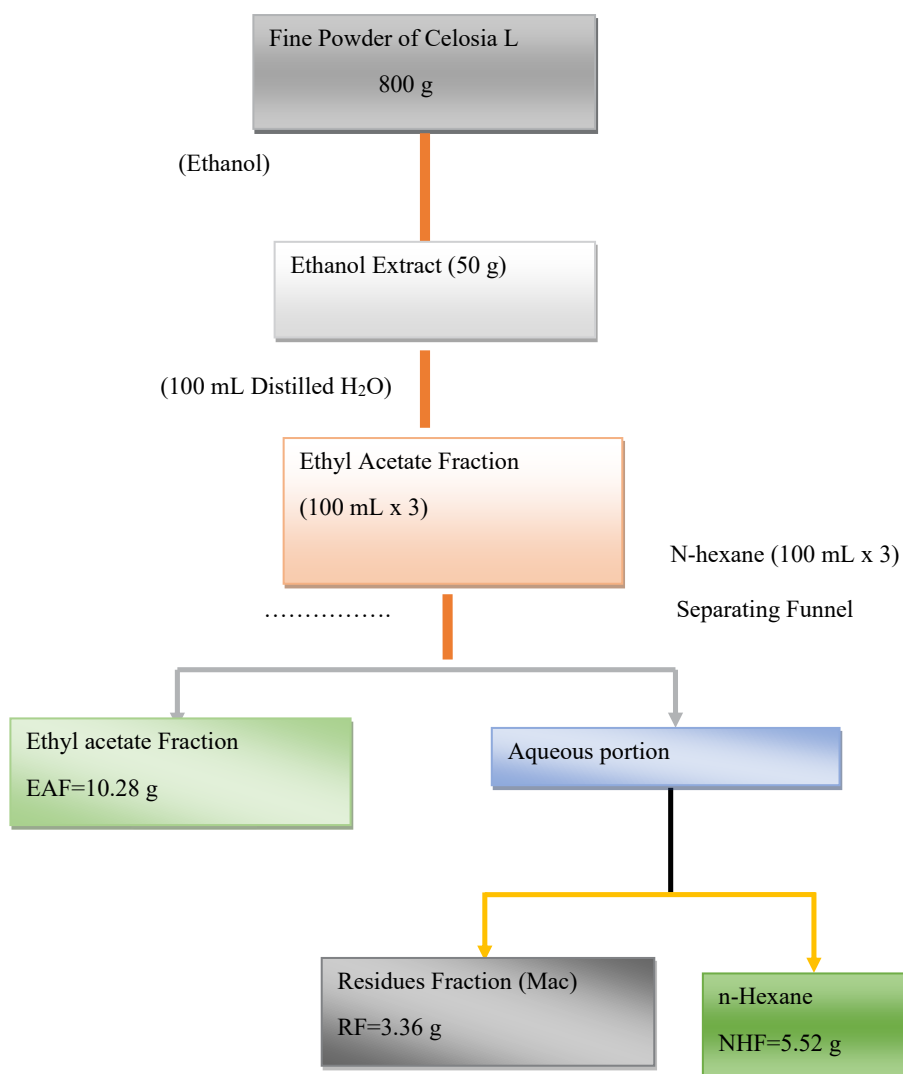 Fine Powder of Celosia L
800 g
(Ethanol)
Ethanol Extract (50 g)
(100 mL Distilled H₂O)
Ethyl Acetate Fraction
(100 mL x 3)
N-hexane (100 mL x 3)
…………….
Separating Funnel
Ethyl acetate Fraction
EAF=10.28 g
Aqueous portion
Residues Fraction (Mac)
RF=3.36 g
n-Hexane
NHF=5.52 g